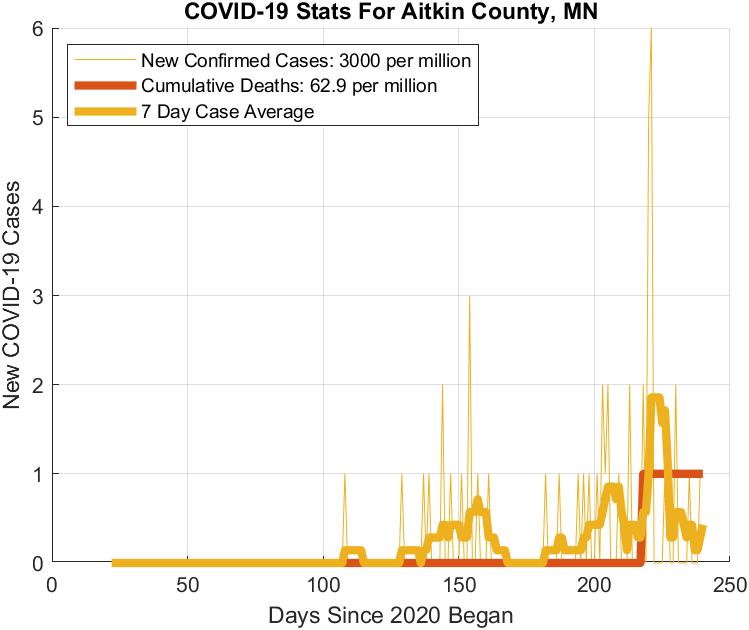 COVID-19 Stats For Aitkin County, MN
New Confirmed Cases: 3000 per million
Cumulative Deaths: 62.9 per million
7 Day Case Average
New COVID-19 Cases
6
5
4
3
2
1
0
0 50 100 150 200 250
Days Since 2020 Began